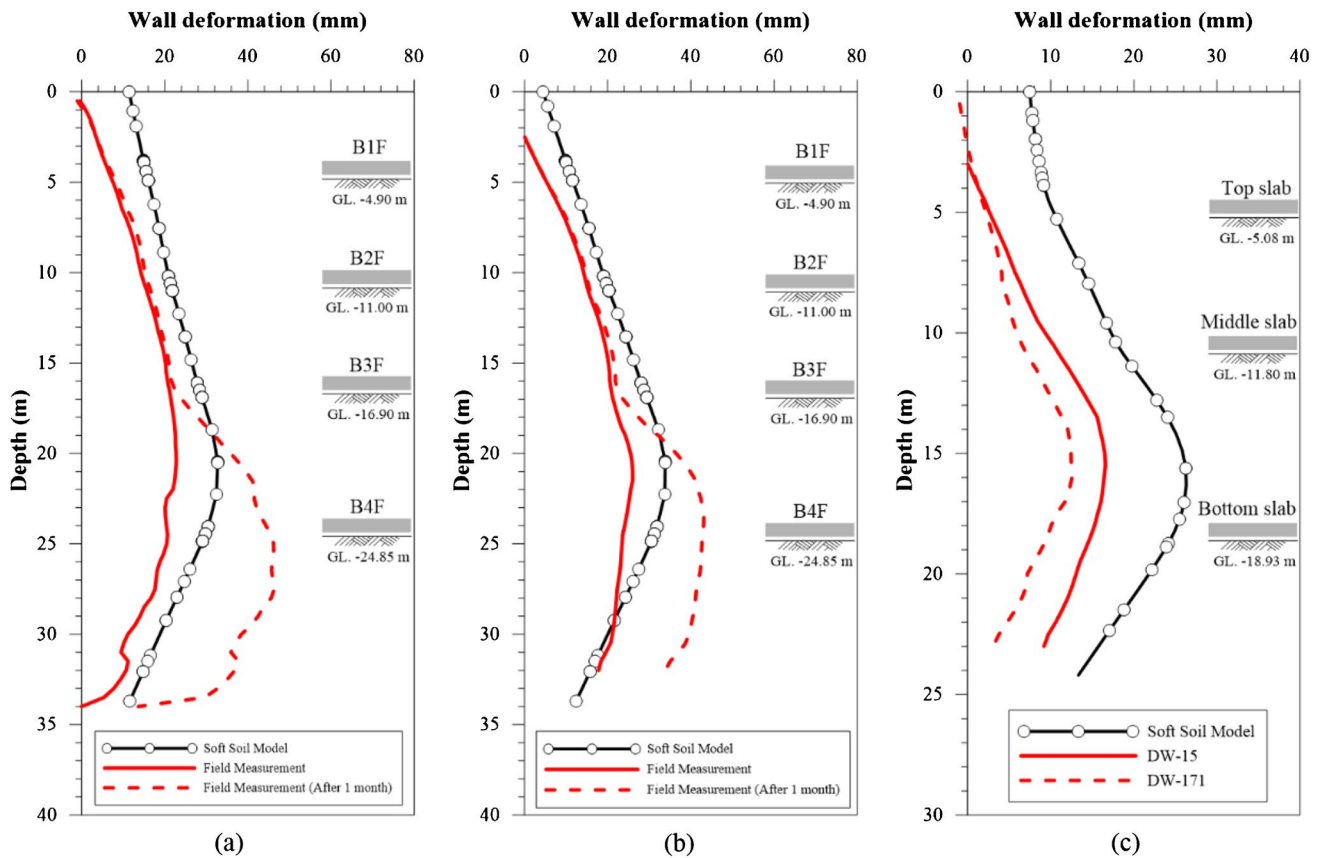 Wall deformation (mm)
0 20 40 60 80
0
5
10
15
20
25
30
35
40
Depth (m)
B1F
GL. -4.90 m
B2F
GL. -11.00 m
B3F
GL. -16.90 m
B4F
GL. -24.85 m
Soft Soil Model
Field Measurement
Field Measurement (After 1 month)
(a)
Wall deformation (mm)
0 20 40 60 80
0
5
10
15
20
25
30
35
40
Depth (m)
B1F
GL. -4.90 m
B2F
GL. -11.00 m
B3F
GL. -16.90 m
B4F
GL. -24.85 m
Soft Soil Model
Field Measurement
Field Measurement (After 1 month)
(b)
Wall deformation (mm)
0 10 20 30 40
0
5
10
15
20
25
30
Depth (m)
Top slab
GL. -5.08 m
Middle slab
GL. -11.80 m
Bottom slab
GL. -18.93 m
Soft Soil Model
DW-15
DW-171
(c)